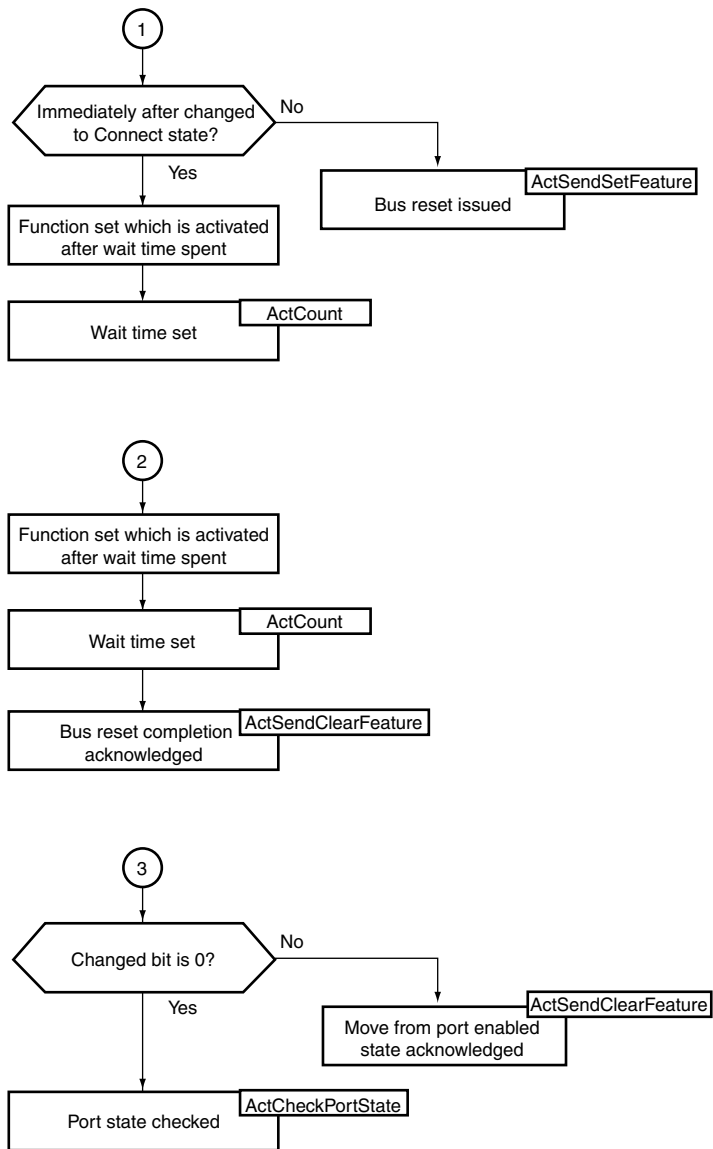 1
Immediately after changed
to Connect state?
No
Yes
ActSendSetFeature
Bus reset issued
Function set which is activated
after wait time spent
ActCount
Wait time set
2
Function set which is activated
after wait time spent
ActCount
Wait time set
ActSendClearFeature
Bus reset completion
acknowledged
3
Changed bit is 0?
No
Yes
ActSendClearFeature
Move from port enabled
state acknowledged
ActCheckPortState
Port state checked